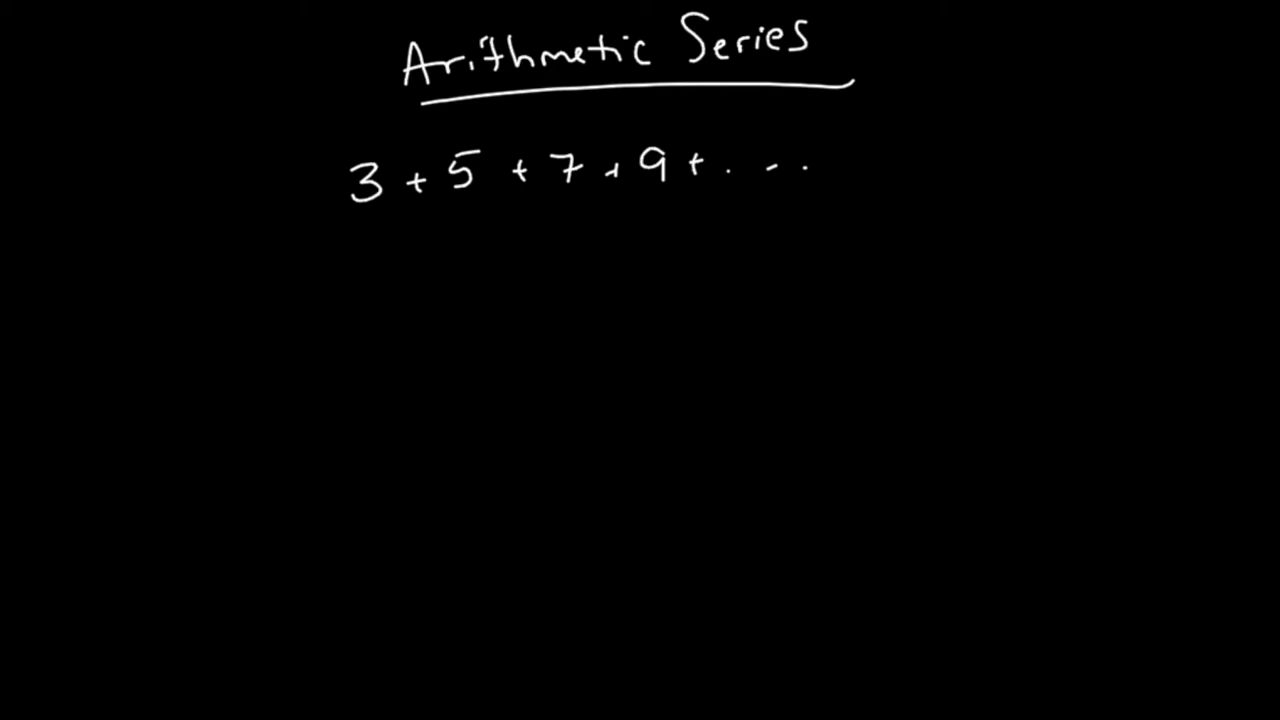 Arithmetic Series
3 + 5 + 7 + 9 + . . .